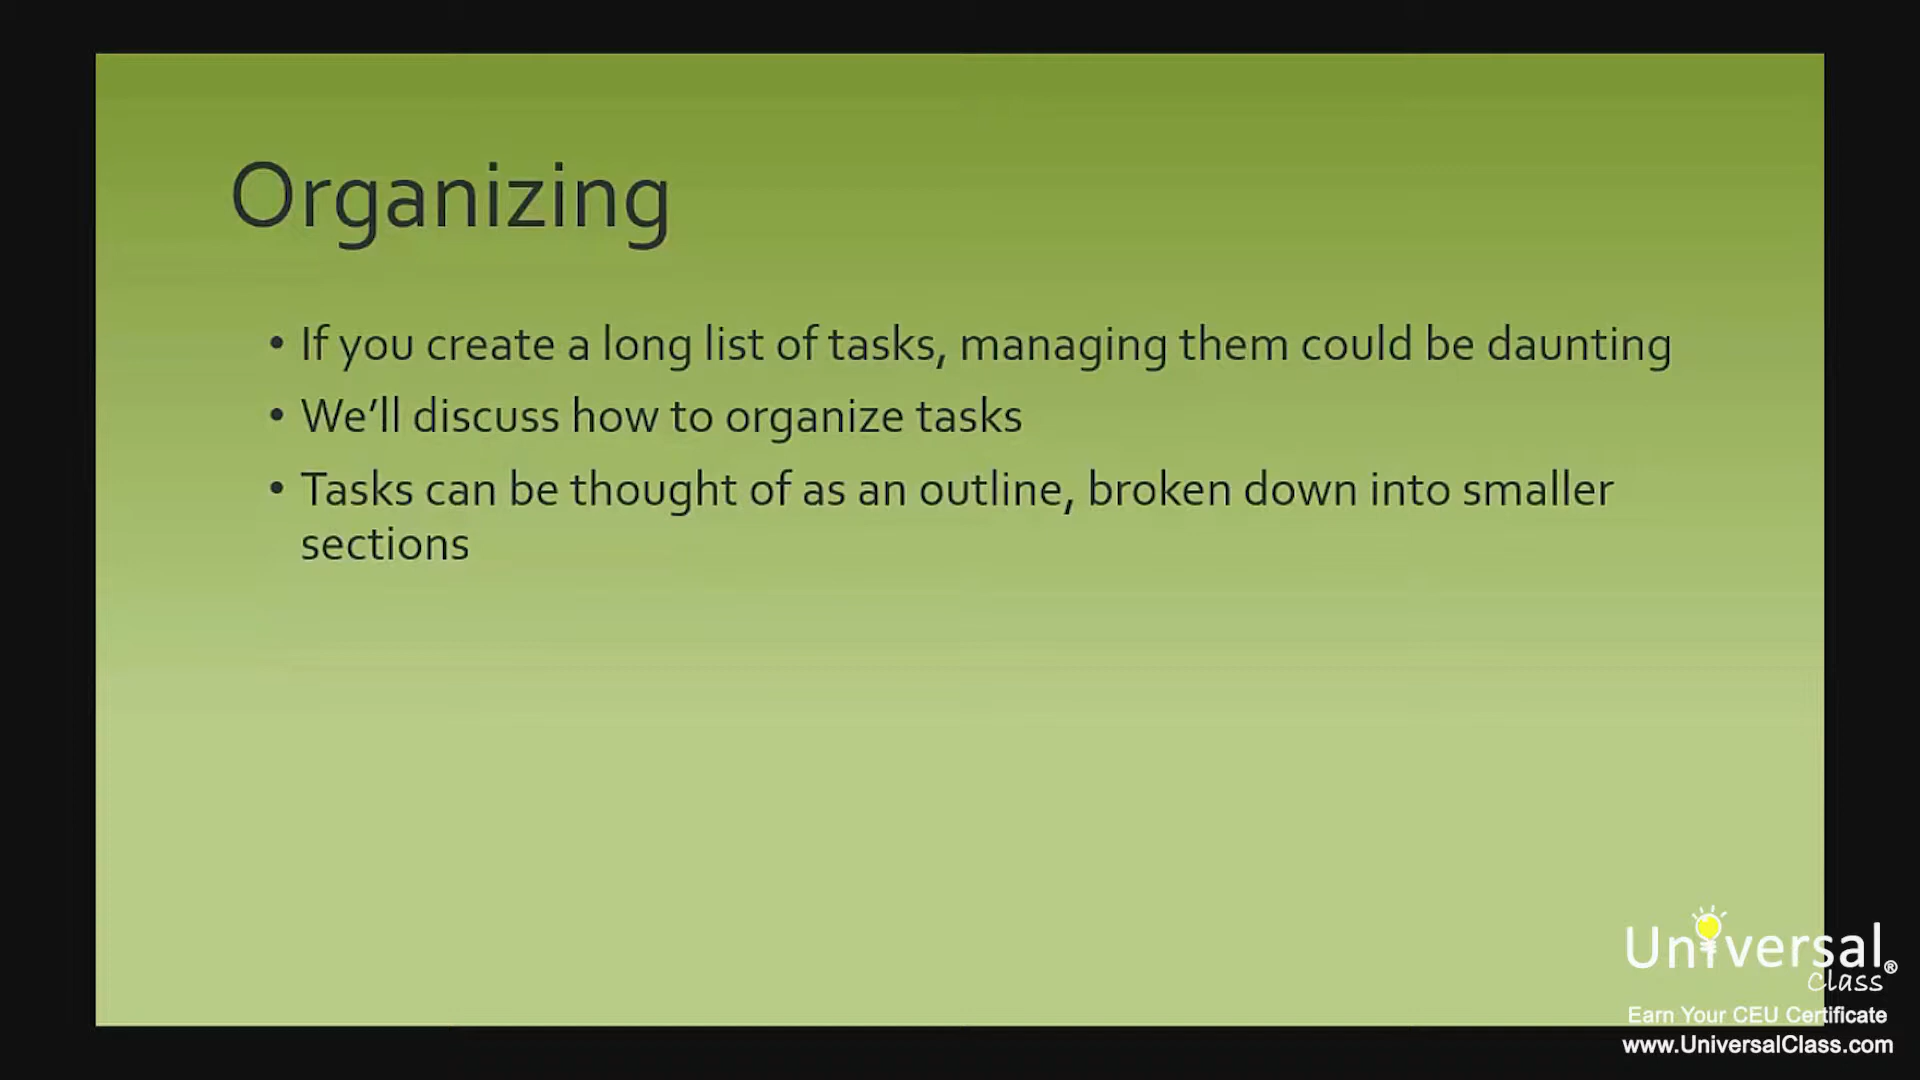 Organizing
• If you create a long list of tasks, managing them could be daunting
• We’ll discuss how to organize tasks
• Tasks can be thought of as an outline, broken down into smaller
sections
Universal®
Class
Earn Your CEU Certificate
www.UniversalClass.com